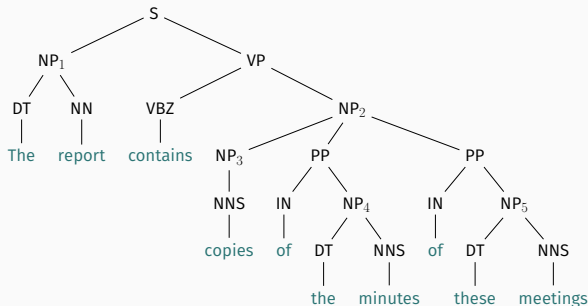 S
NP₁ VP
DT NN VBZ NP₂
The report contains NP₃ PP PP
NNS IN NP₄ IN NP₅
copies of DT NNS of DT NNS
the minutes these meetings